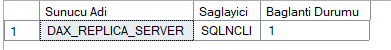 Sunucu Adi Saglayici Baglanti Durumu
1 DAX_REPLICA_SERVER SQLNCLI 1